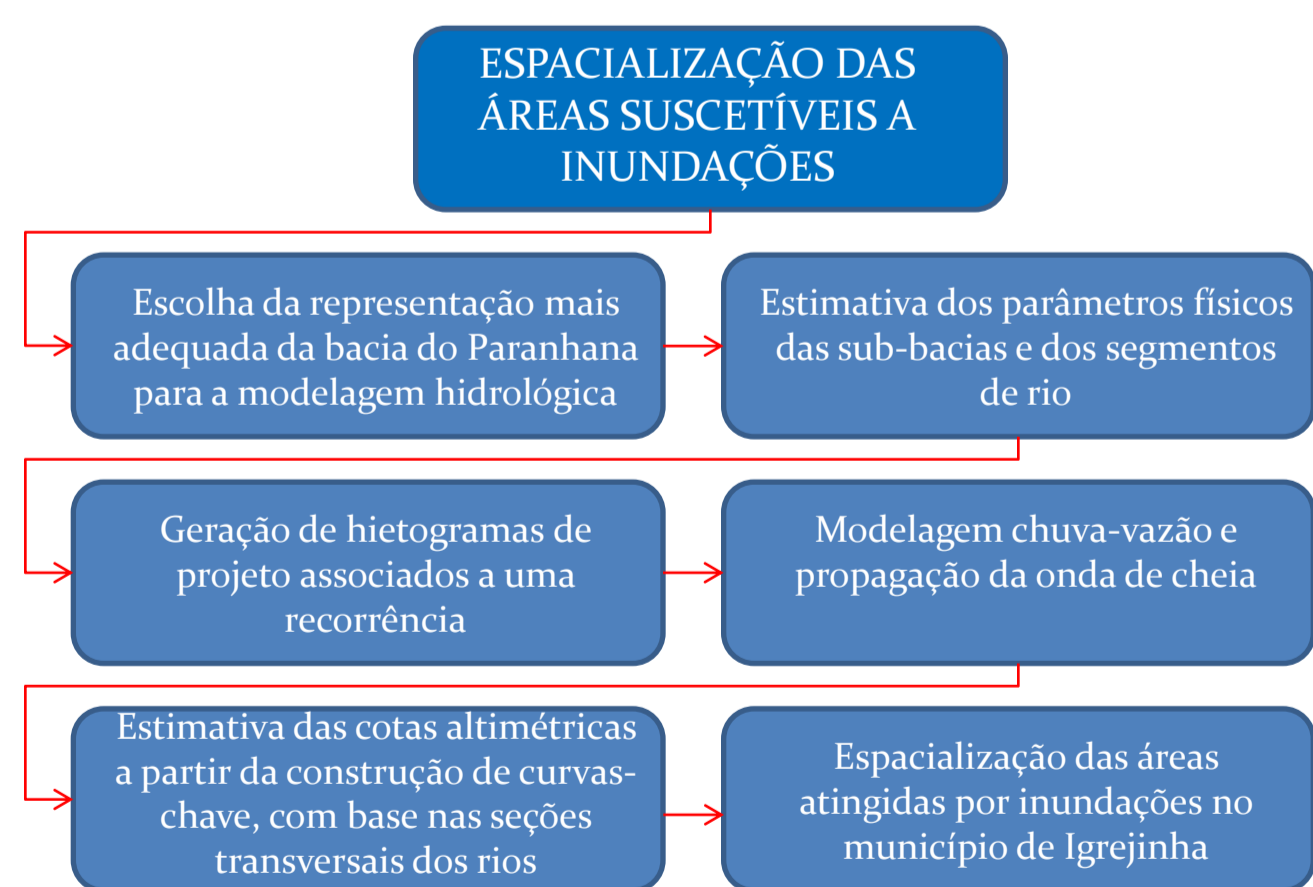 ESPACIALIZAÇÃO DAS
ÁREAS SUSCETÍVEIS A
INUNDAÇÕES
Escolha da representação mais
adequada da bacia do Paranhana
para a modelagem hidrológica
Estimativa dos parâmetros físicos
das sub-bacias e dos segmentos
de rio
Geração de hietogramas de
projeto associados a uma
recorrência
Modelagem chuva-vazão e
propagação da onda de cheia
Estimativa das cotas altimétricas
a partir da construção de curvas-
chave, com base nas seções
transversais dos rios
Espacialização das áreas
atingidas por inundações no
município de Igrejinha